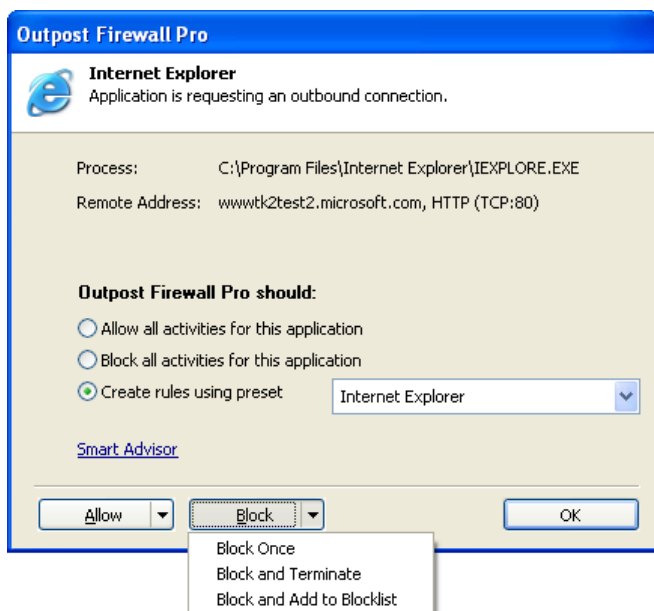 Outpost Firewall Pro
Internet Explorer
Application is requesting an outbound connection.
Process: C:\Program Files\Internet Explorer\IEXPLORE.EXE
Remote Address: wwwtk2test2.microsoft.com, HTTP (TCP:80)
Outpost Firewall Pro should:
Allow all activities for this application
Block all activities for this application
Create rules using preset Internet Explorer
Smart Advisor
Allow Block OK
Block Once
Block and Terminate
Block and Add to Blocklist